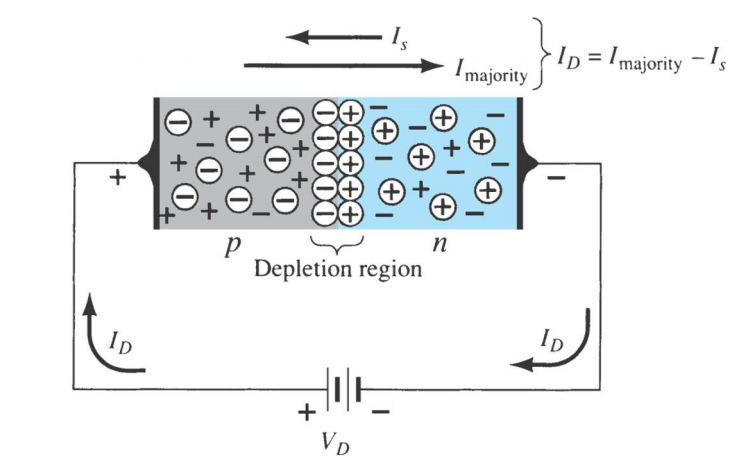 I_s
I_majority } I_D = I_majority − I_s
+ −
p n
Depletion region
I_D I_D
+ −
V_D